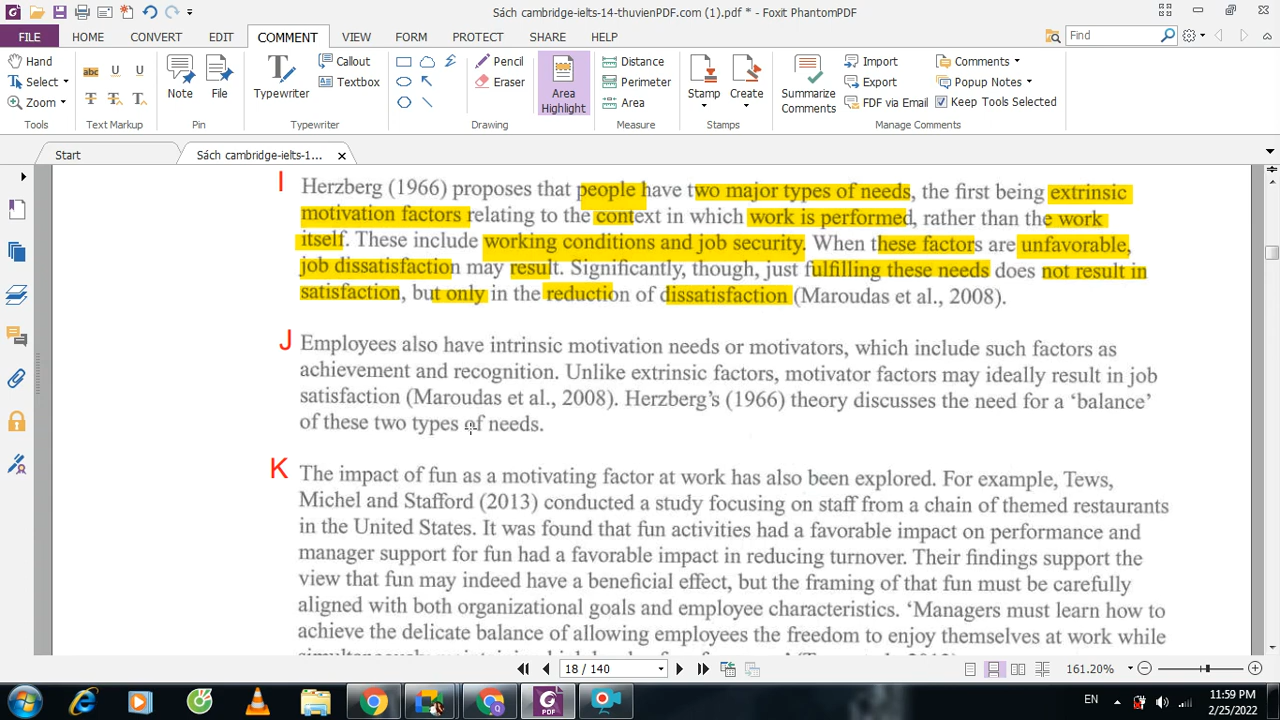 Sách cambridge-ielts-14-thuvienPDF.com (1).pdf * - Foxit PhantomPDF
FILE HOME CONVERT EDIT COMMENT VIEW FORM PROTECT SHARE HELP Find
Hand Select Zoom Tools
abc U U T T T Text Markup
Note File Pin
Typewriter Callout Textbox Typewriter
Pencil Eraser Area Highlight Drawing
Distance Perimeter Area Measure
Stamp Create Stamps
Summarize Comments Import Export FDF via Email Comments Popup Notes Keep Tools Selected Manage Comments
Start Sách cambridge-ielts-1...
I Herzberg (1966) proposes that people have two major types of needs, the first being extrinsic
motivation factors relating to the context in which work is performed, rather than the work
itself. These include working conditions and job security. When these factors are unfavorable,
job dissatisfaction may result. Significantly, though, just fulfilling these needs does not result in
satisfaction, but only in the reduction of dissatisfaction (Maroudas et al., 2008).
J Employees also have intrinsic motivation needs or motivators, which include such factors as
achievement and recognition. Unlike extrinsic factors, motivator factors may ideally result in job
satisfaction (Maroudas et al., 2008). Herzberg's (1966) theory discusses the need for a 'balance'
of these two types of needs.
K The impact of fun as a motivating factor at work has also been explored. For example, Tews,
Michel and Stafford (2013) conducted a study focusing on staff from a chain of themed restaurants
in the United States. It was found that fun activities had a favorable impact on performance and
manager support for fun had a favorable impact in reducing turnover. Their findings support the
view that fun may indeed have a beneficial effect, but the framing of that fun must be carefully
aligned with both organizational goals and employee characteristics. 'Managers must learn how to
achieve the delicate balance of allowing employees the freedom to enjoy themselves at work while
18 / 140 161.20%
EN 11:59 PM
2/25/2022